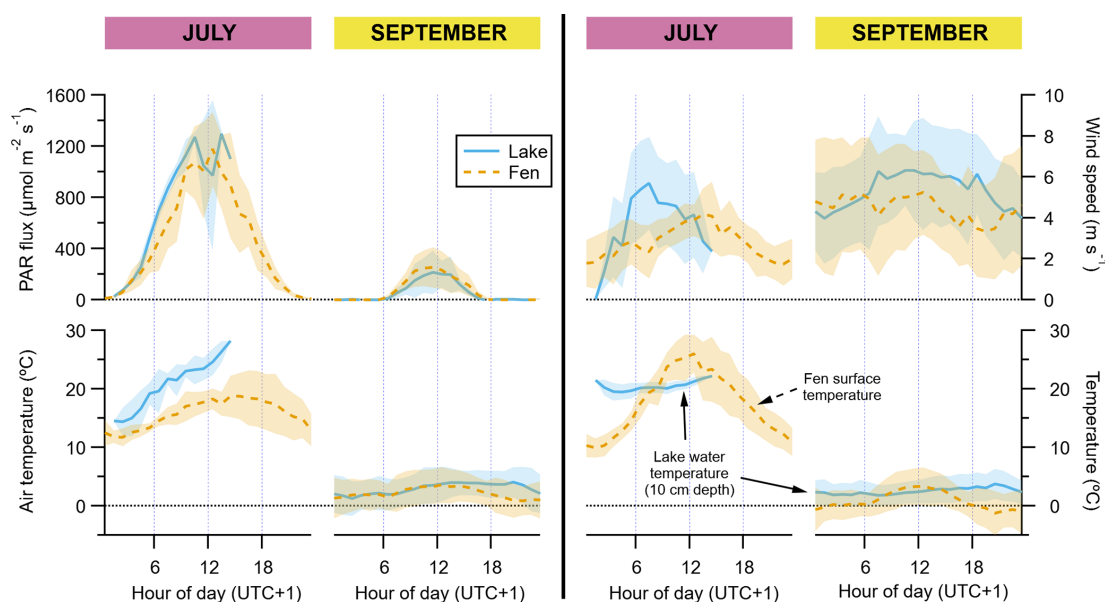 JULY
SEPTEMBER
JULY
SEPTEMBER
PAR flux (µmol m⁻² s⁻¹)
1600
1200
800
400
0
Lake
Fen
10
8
6
4
2
0
Wind speed (m s⁻¹)
Air temperature (ºC)
30
20
10
0
6
12
18
6
12
18
Hour of day (UTC+1)
Hour of day (UTC+1)
Fen surface
temperature
Lake water
temperature
(10 cm depth)
30
20
10
0
Temperature (ºC)
6
12
18
6
12
18
Hour of day (UTC+1)
Hour of day (UTC+1)